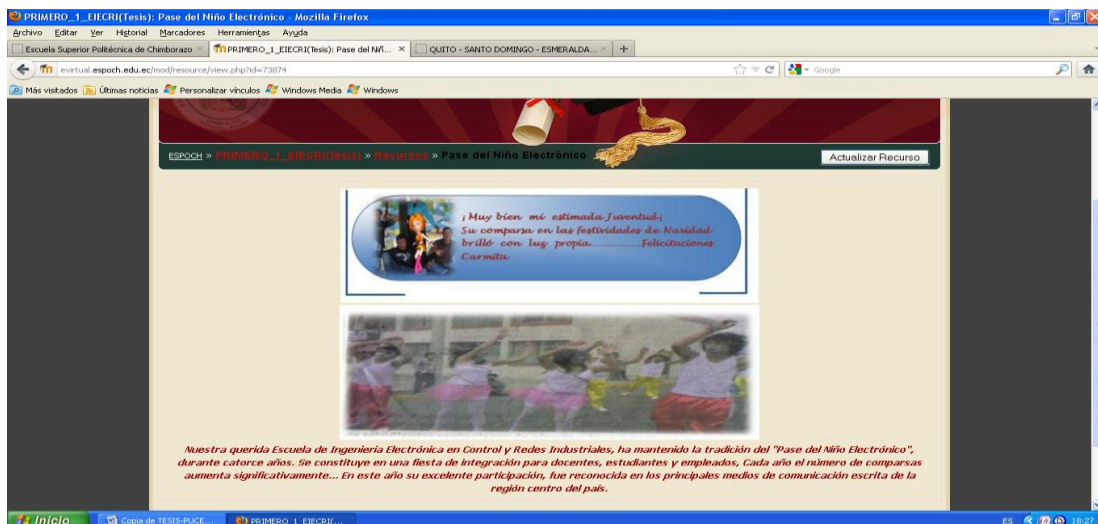 PRIMERO_1_EIECRI(Tesis): Pase del Niño Electrónico - Mozilla Firefox
Archivo Editar Ver Historial Marcadores Herramientas Ayuda
Escuela Superior Politécnica de Chimborazo
PRIMERO_1_EIECRI(Tesis): Pase del Niñ...
QUITO - SANTO DOMINGO - ESMERALDA...
evirtual.espoch.edu.ec/mod/resource/view.php?id=73874
Google
Más visitados Últimas noticias Personalizar vínculos Windows Media Windows
ESPOCH » PRIMERO_1_EIECRI(Tesis) » Recursos » Pase del Niño Electrónico
Actualizar Recurso
¡Muy bien mi estimada Juventud¡
Su comparsa en las festividades de Navidad
brilló con luz propia...............Felicitaciones
Carmita
Nuestra querida Escuela de Ingeniería Electrónica en Control y Redes Industriales, ha mantenido la tradición del "Pase del Niño Electrónico",
durante catorce años. Se constituye en una fiesta de integración para docentes, estudiantes y empleados, Cada año el número de comparsas
aumenta significativamente... En este año su excelente participación, fue reconocida en los principales medios de comunicación escrita de la
región centro del país.
Inicio
Copia de TESIS-PUCE...
PRIMERO_1_EIECRI(...
ES
18:27